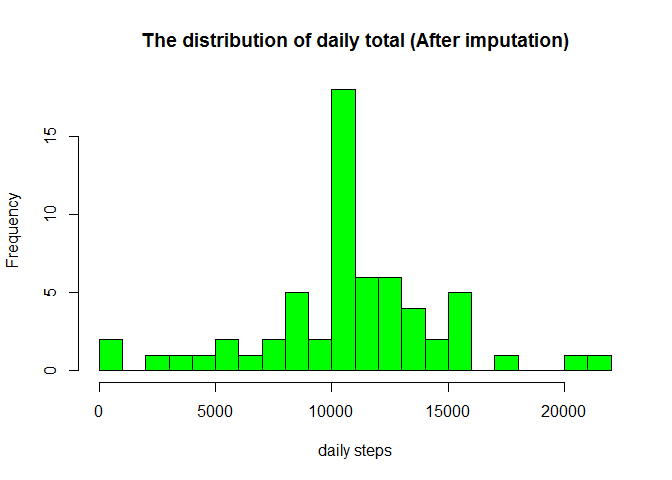 The distribution of daily total (After imputation)
Frequency
15
10
5
0
0 5000 10000 15000 20000
daily steps